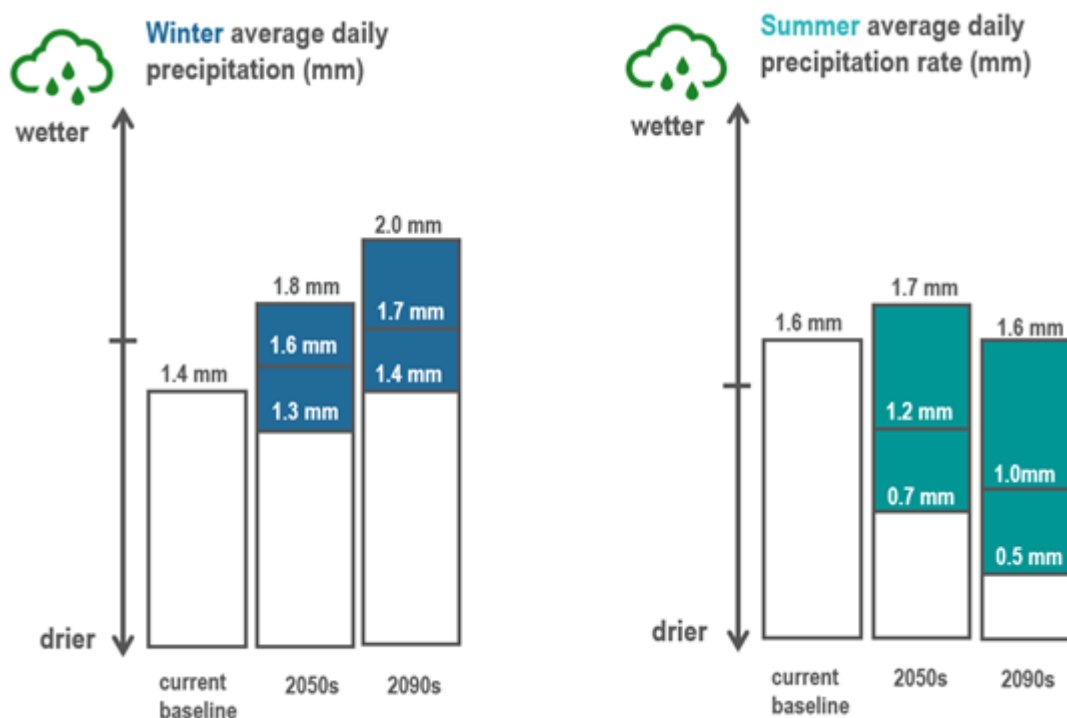 Winter average daily
precipitation (mm)
wetter
2.0 mm
1.8 mm
1.7 mm
1.6 mm
1.4 mm
1.4 mm
1.3 mm
drier
current
baseline
2050s
2090s
Summer average daily
precipitation rate (mm)
wetter
1.7 mm
1.6 mm
1.6 mm
1.2 mm
1.0mm
0.7 mm
0.5 mm
drier
current
baseline
2050s
2090s